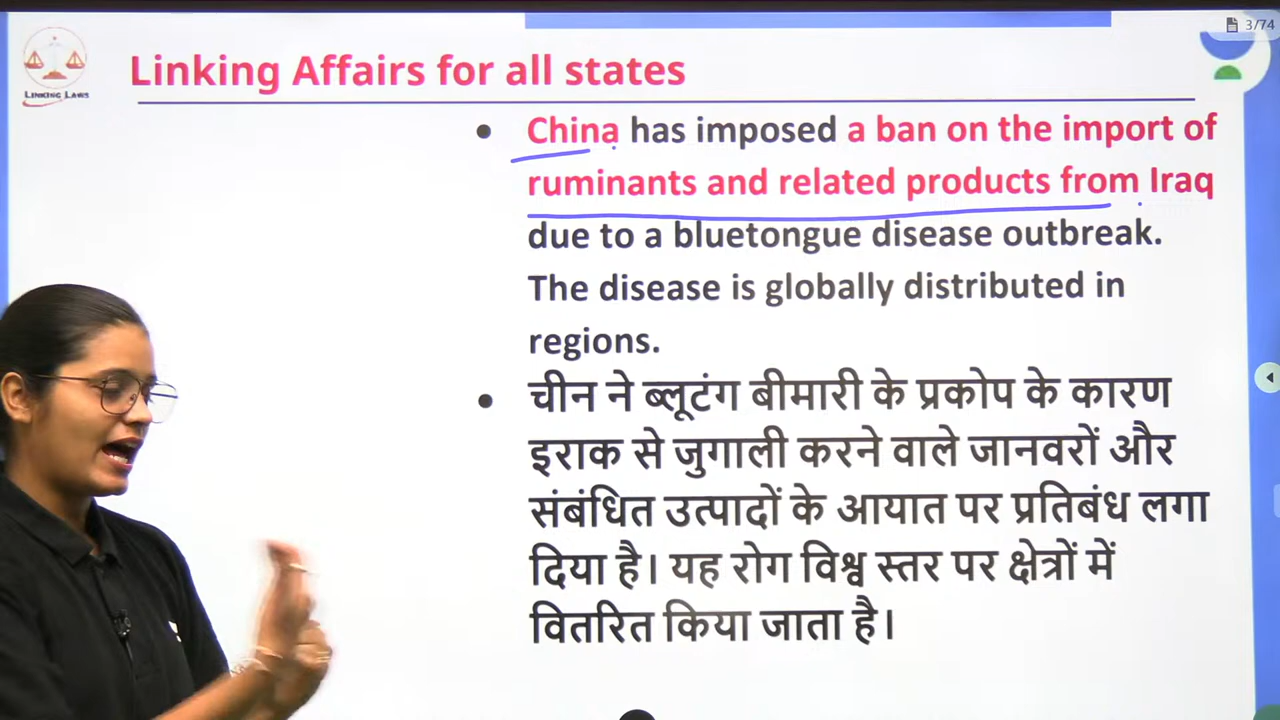 3/74
LINKING LAWS
Linking Affairs for all states
• China has imposed a ban on the import of
ruminants and related products from Iraq
due to a bluetongue disease outbreak.
The disease is globally distributed in
regions.
• चीन ने ब्लूटंग बीमारी के प्रकोप के कारण
इराक से जुगाली करने वाले जानवरों और
संबंधित उत्पादों के आयात पर प्रतिबंध लगा
दिया है। यह रोग विश्व स्तर पर क्षेत्रों में
वितरित किया जाता है।